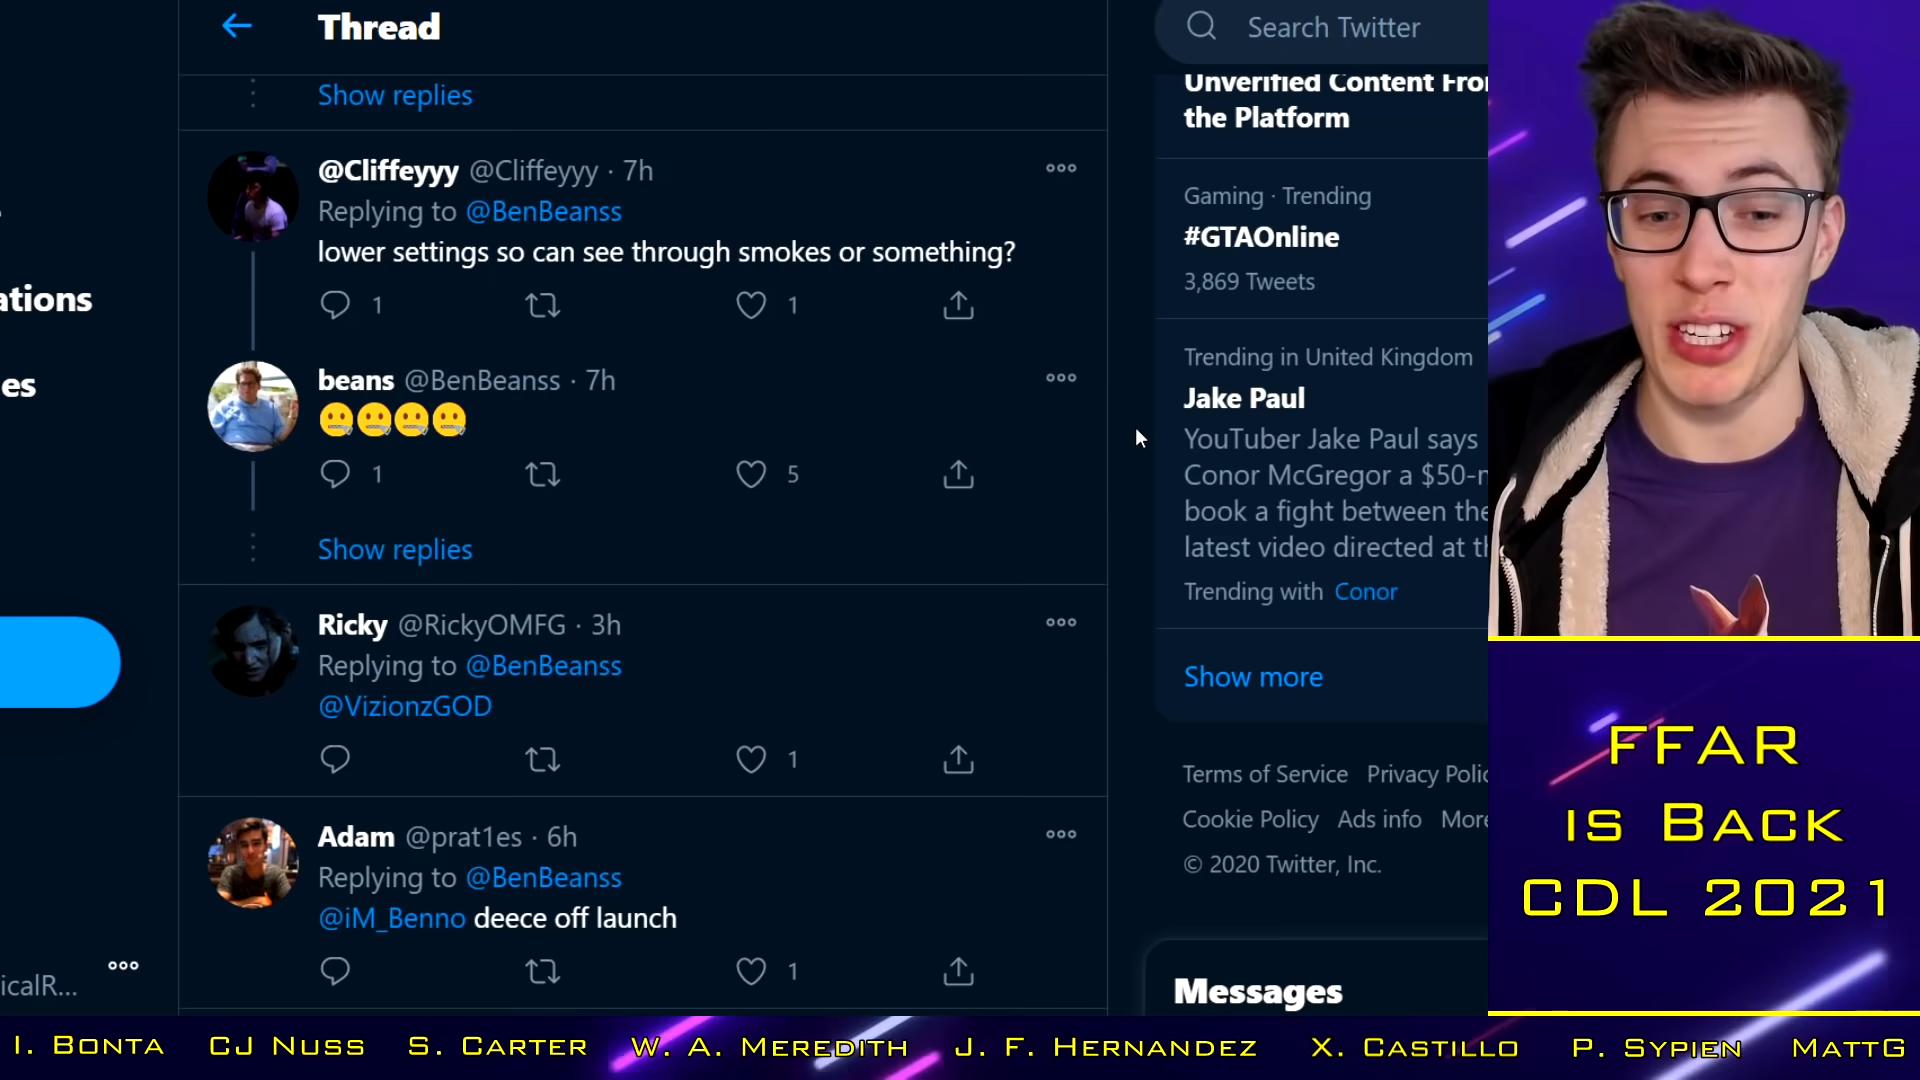 Thread
Search Twitter
Show replies
Unverified Content Fro
the Platform
@Cliffeyyy @Cliffeyyy · 7h
Replying to @BenBeanss
lower settings so can see through smokes or something?
1 1
Gaming · Trending
#GTAOnline
3,869 Tweets
ations
es
beans @BenBeanss · 7h
🤐🤐🤐🤐
1 5
Show replies
Trending in United Kingdom
Jake Paul
YouTuber Jake Paul says
Conor McGregor a $50-m
book a fight between the
latest video directed at th
Trending with Conor
Show more
Ricky @RickyOMFG · 3h
Replying to @BenBeanss
@VizionzGOD
1
Adam @prat1es · 6h
Replying to @BenBeanss
@iM_Benno deece off launch
1
Terms of Service Privacy Polic
Cookie Policy Ads info More
© 2020 Twitter, Inc.
Messages
icalR...
FFAR
is Back
CDL 2021
I. Bonta CJ Nuss S. Carter W. A. Meredith J. F. Hernandez X. Castillo P. Sypien MattG